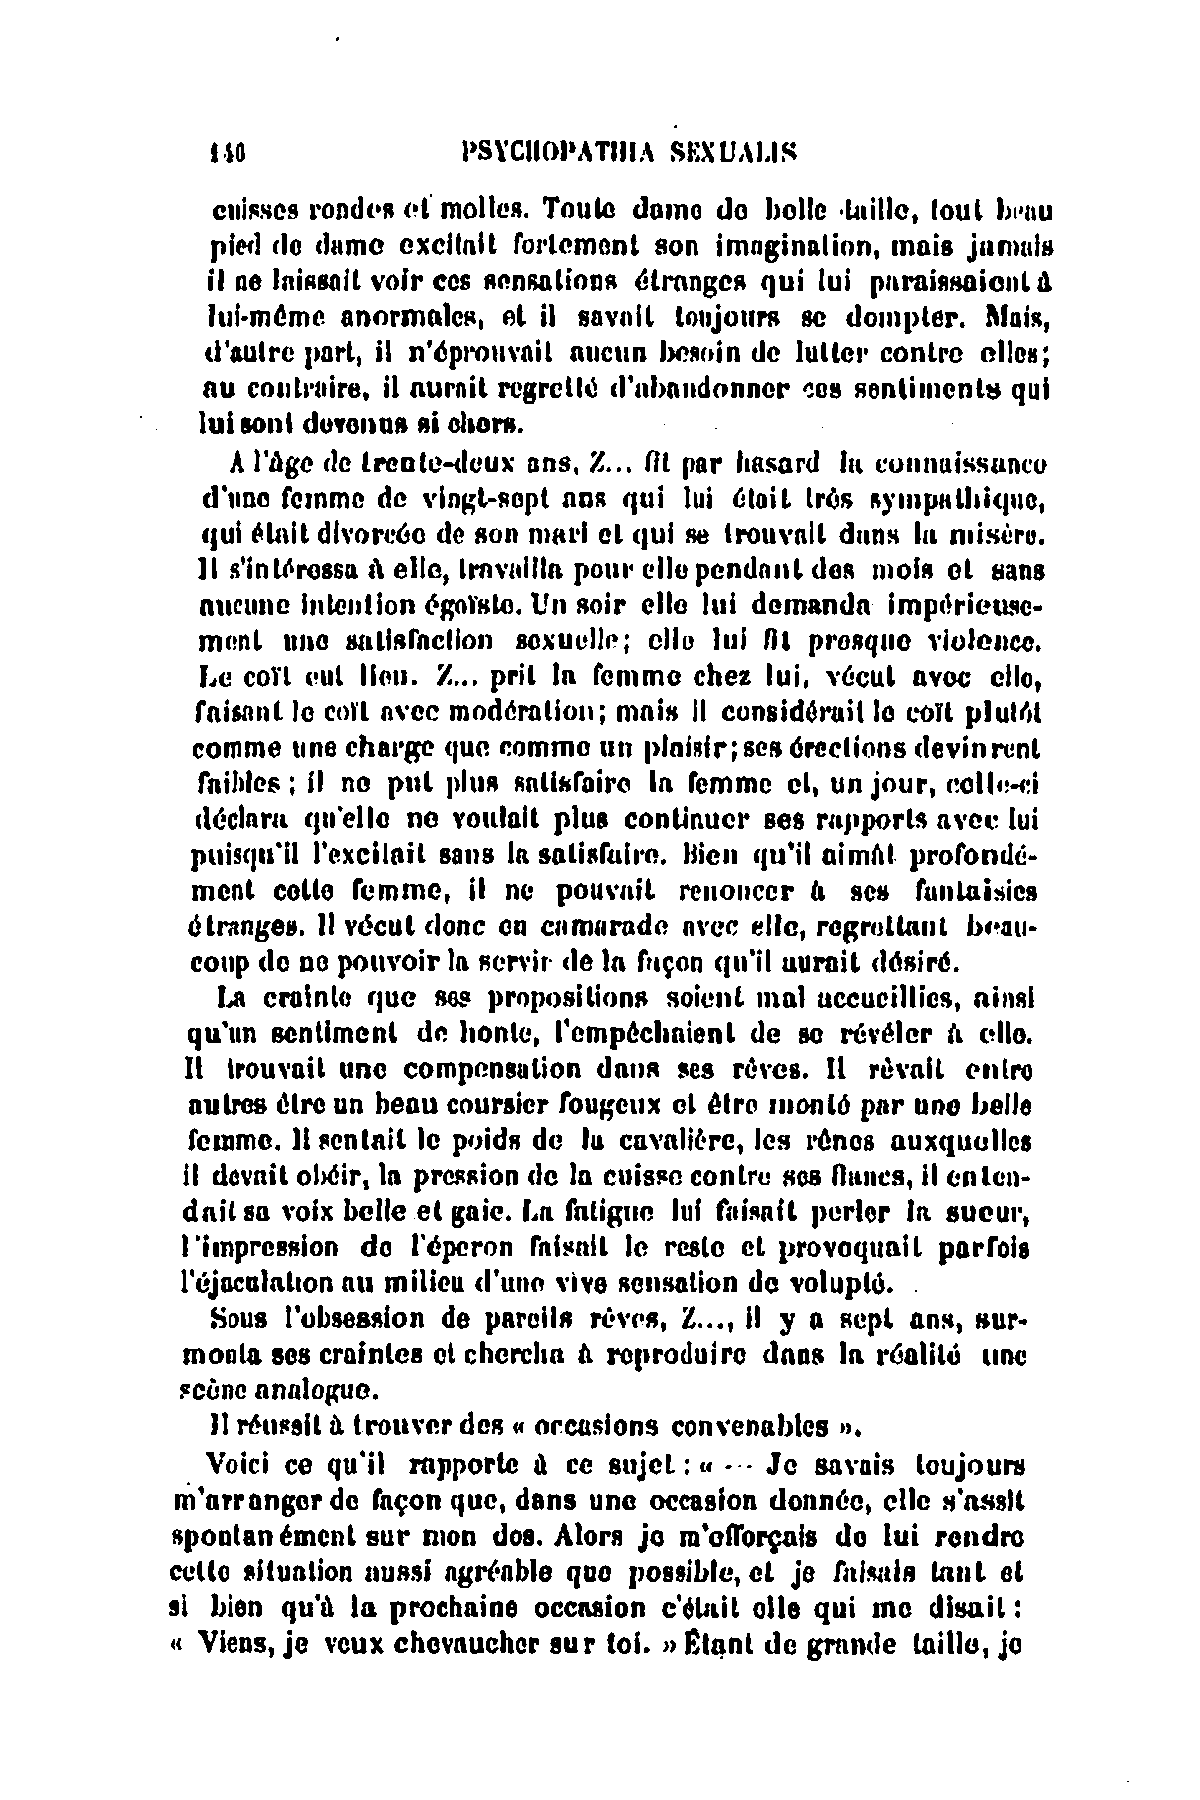 140 PSYCHOPATHIA SEXUALIS
cuisses rondes et molles. Toute dame de belle taille, tout beau
pied de dame excitait fortement son imagination, mais jamais
il ne laissait voir ces sensations étranges qui lui paraissaient à
lui-même anormales, et il savait toujours se dompter. Mais,
d'autre part, il n'éprouvait aucun besoin de lutter contre elles;
au contraire, il aurait regretté d'abandonner ces sentiments qui
lui sont devenus si chers.
A l'âge de trente-deux ans, Z... fit par hasard la connaissance
d'une femme de vingt-sept ans qui lui était très sympathique,
qui était divorcée de son mari et qui se trouvait dans la misère.
Il s'intéressa à elle, travailla pour elle pendant des mois et sans
aucune intention égoïste. Un soir elle lui demanda impérieuse-
ment une satisfaction sexuelle; elle lui fit presque violence.
Le coït eut lieu. Z... prit la femme chez lui, vécut avec elle,
faisant le coït avec modération; mais il considérait le coït plutôt
comme une charge que comme un plaisir; ses érections devinrent
faibles; il ne put plus satisfaire la femme et, un jour, celle-ci
déclara qu'elle ne voulait plus continuer ses rapports avec lui
puisqu'il l'excitait sans la satisfaire. Bien qu'il aimât profondé-
ment cette femme, il ne pouvait renoncer à ses fantaisies
étranges. Il vécut donc en camarade avec elle, regrettant beau-
coup de ne pouvoir la servir de la façon qu'il aurait désiré.
La crainte que ses propositions soient mal accueillies, ainsi
qu'un sentiment de honte, l'empêchaient de se révéler à elle.
Il trouvait une compensation dans ses rêves. Il rêvait entre
autres être un beau coursier fougeux et être monté par une belle
femme. Il sentait le poids de la cavalière, les rênes auxquelles
il devait obéir, la pression de la cuisse contre ses flancs, il enten-
dait sa voix belle et gaie. La fatigue lui faisait perler la sueur,
l'impression de l'éperon faisait le reste et provoquait parfois
l'éjaculation au milieu d'une vive sensation de volupté.
Sous l'obsession de pareils rêves, Z..., il y a sept ans, sur-
monta ses craintes et chercha à reproduire dans la réalité une
scène analogue.
Il réussit à trouver des « occasions convenables ».
Voici ce qu'il rapporte à ce sujet : « ... Je savais toujours
m'arranger de façon que, dans une occasion donnée, elle s'assît
spontanément sur mon dos. Alors je m'efforçais de lui rendre
cette situation aussi agréable que possible, et je faisais tant et
si bien qu'à la prochaine occasion c'était elle qui me disait :
« Viens, je veux chevaucher sur toi. » Étant de grande taille, je